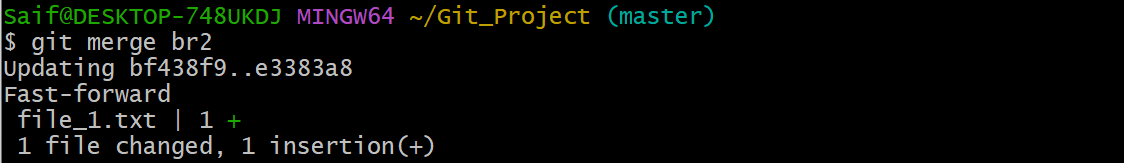 Saif@DESKTOP-748UKDJ MINGW64 ~/Git_Project (master)
$ git merge br2
Updating bf438f9..e3383a8
Fast-forward
 file_1.txt | 1 +
 1 file changed, 1 insertion(+)